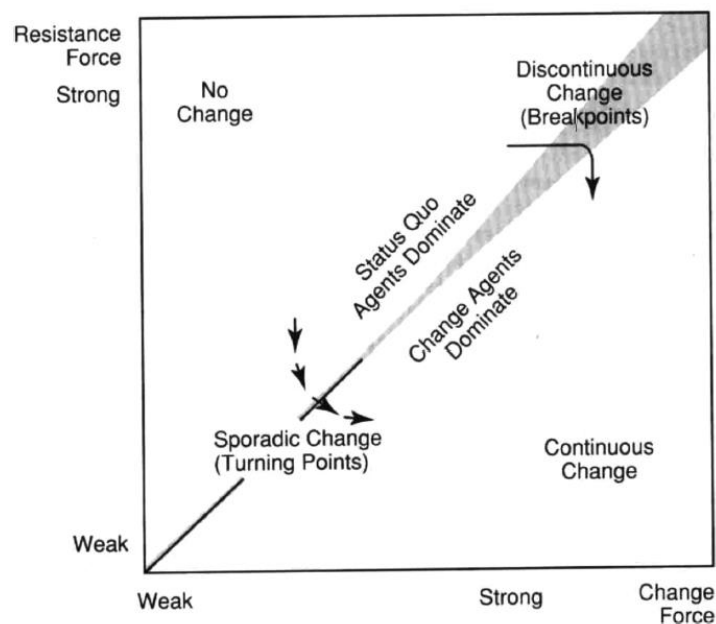 Resistance
Force
Strong
No
Change
Discontinuous
Change
(Breakpoints)
Status Quo
Agents Dominate
Change Agents
Dominate
Sporadic Change
(Turning Points)
Continuous
Change
Weak
Weak
Strong
Change
Force